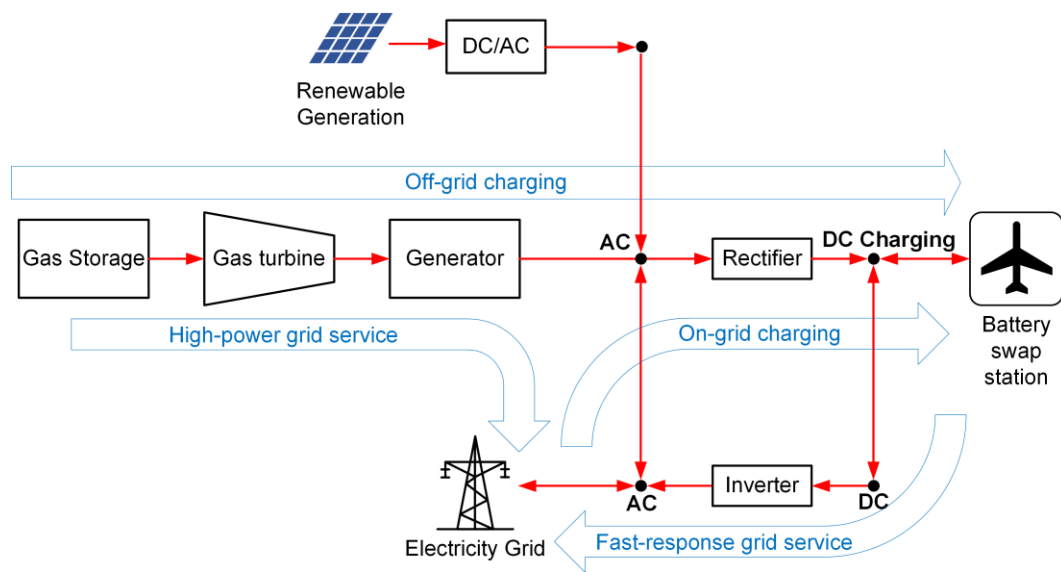 DC/AC
Renewable
Generation
Off-grid charging
Gas Storage
Gas turbine
Generator
AC
Rectifier
DC Charging
Battery
swap
station
High-power grid service
On-grid charging
Electricity Grid
AC
Inverter
DC
Fast-response grid service